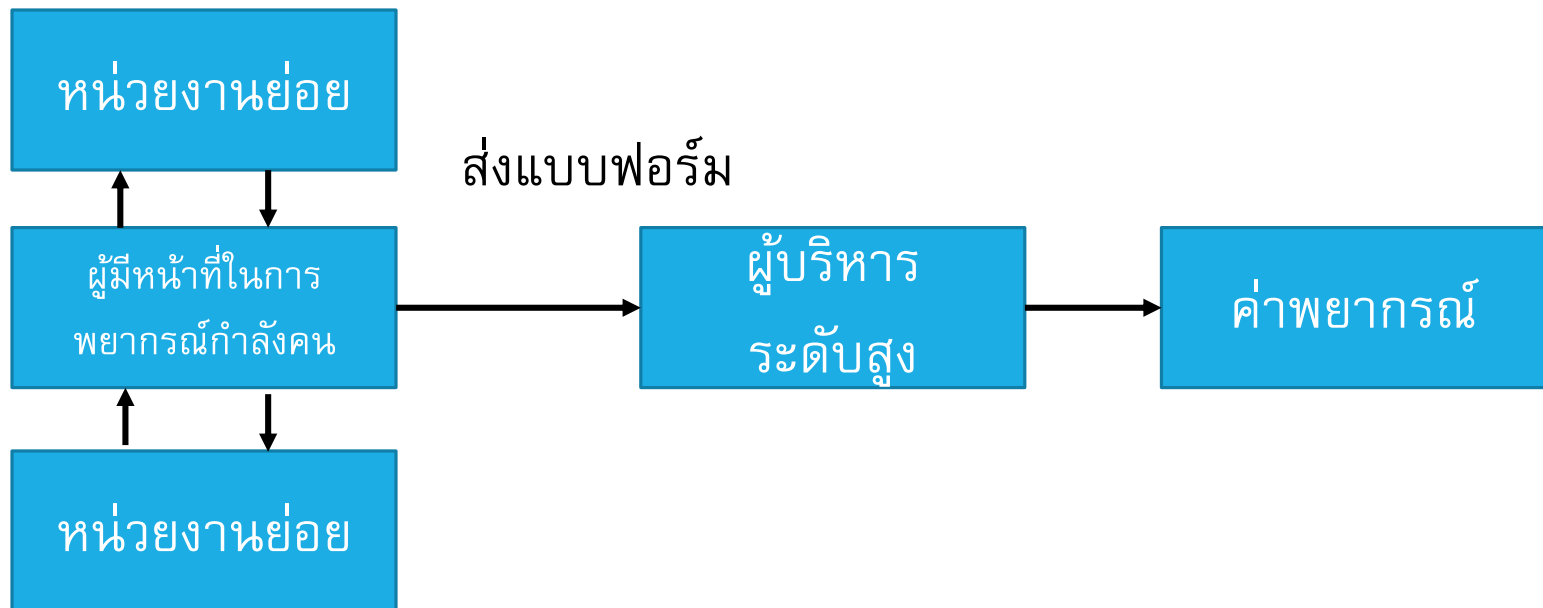 หน่วยงานย่อย
ส่งแบบฟอร์ม
ผู้มีหน้าที่ในการ
พยากรณ์กำลังคน
ผู้บริหาร
ระดับสูง
ค่าพยากรณ์
หน่วยงานย่อย